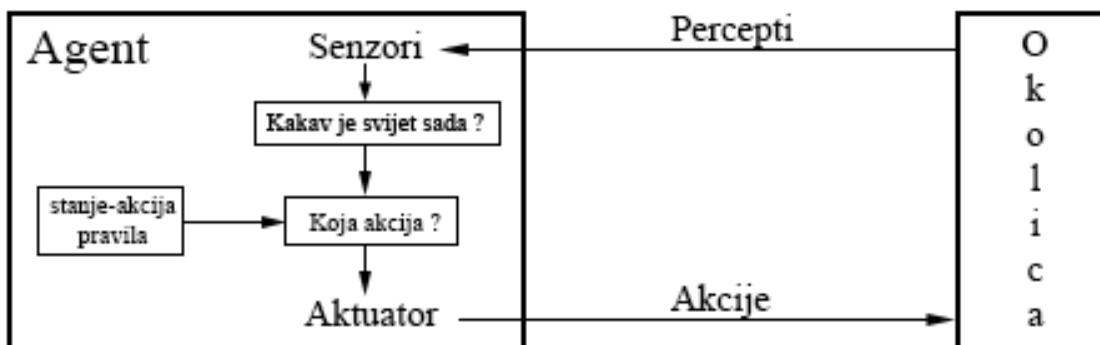 Agent
Senzori
Percepti
Kakav je svijet sada ?
stanje-akcija
pravila
Koja akcija ?
Aktuator
Akcije
O
k
o
l
i
c
a